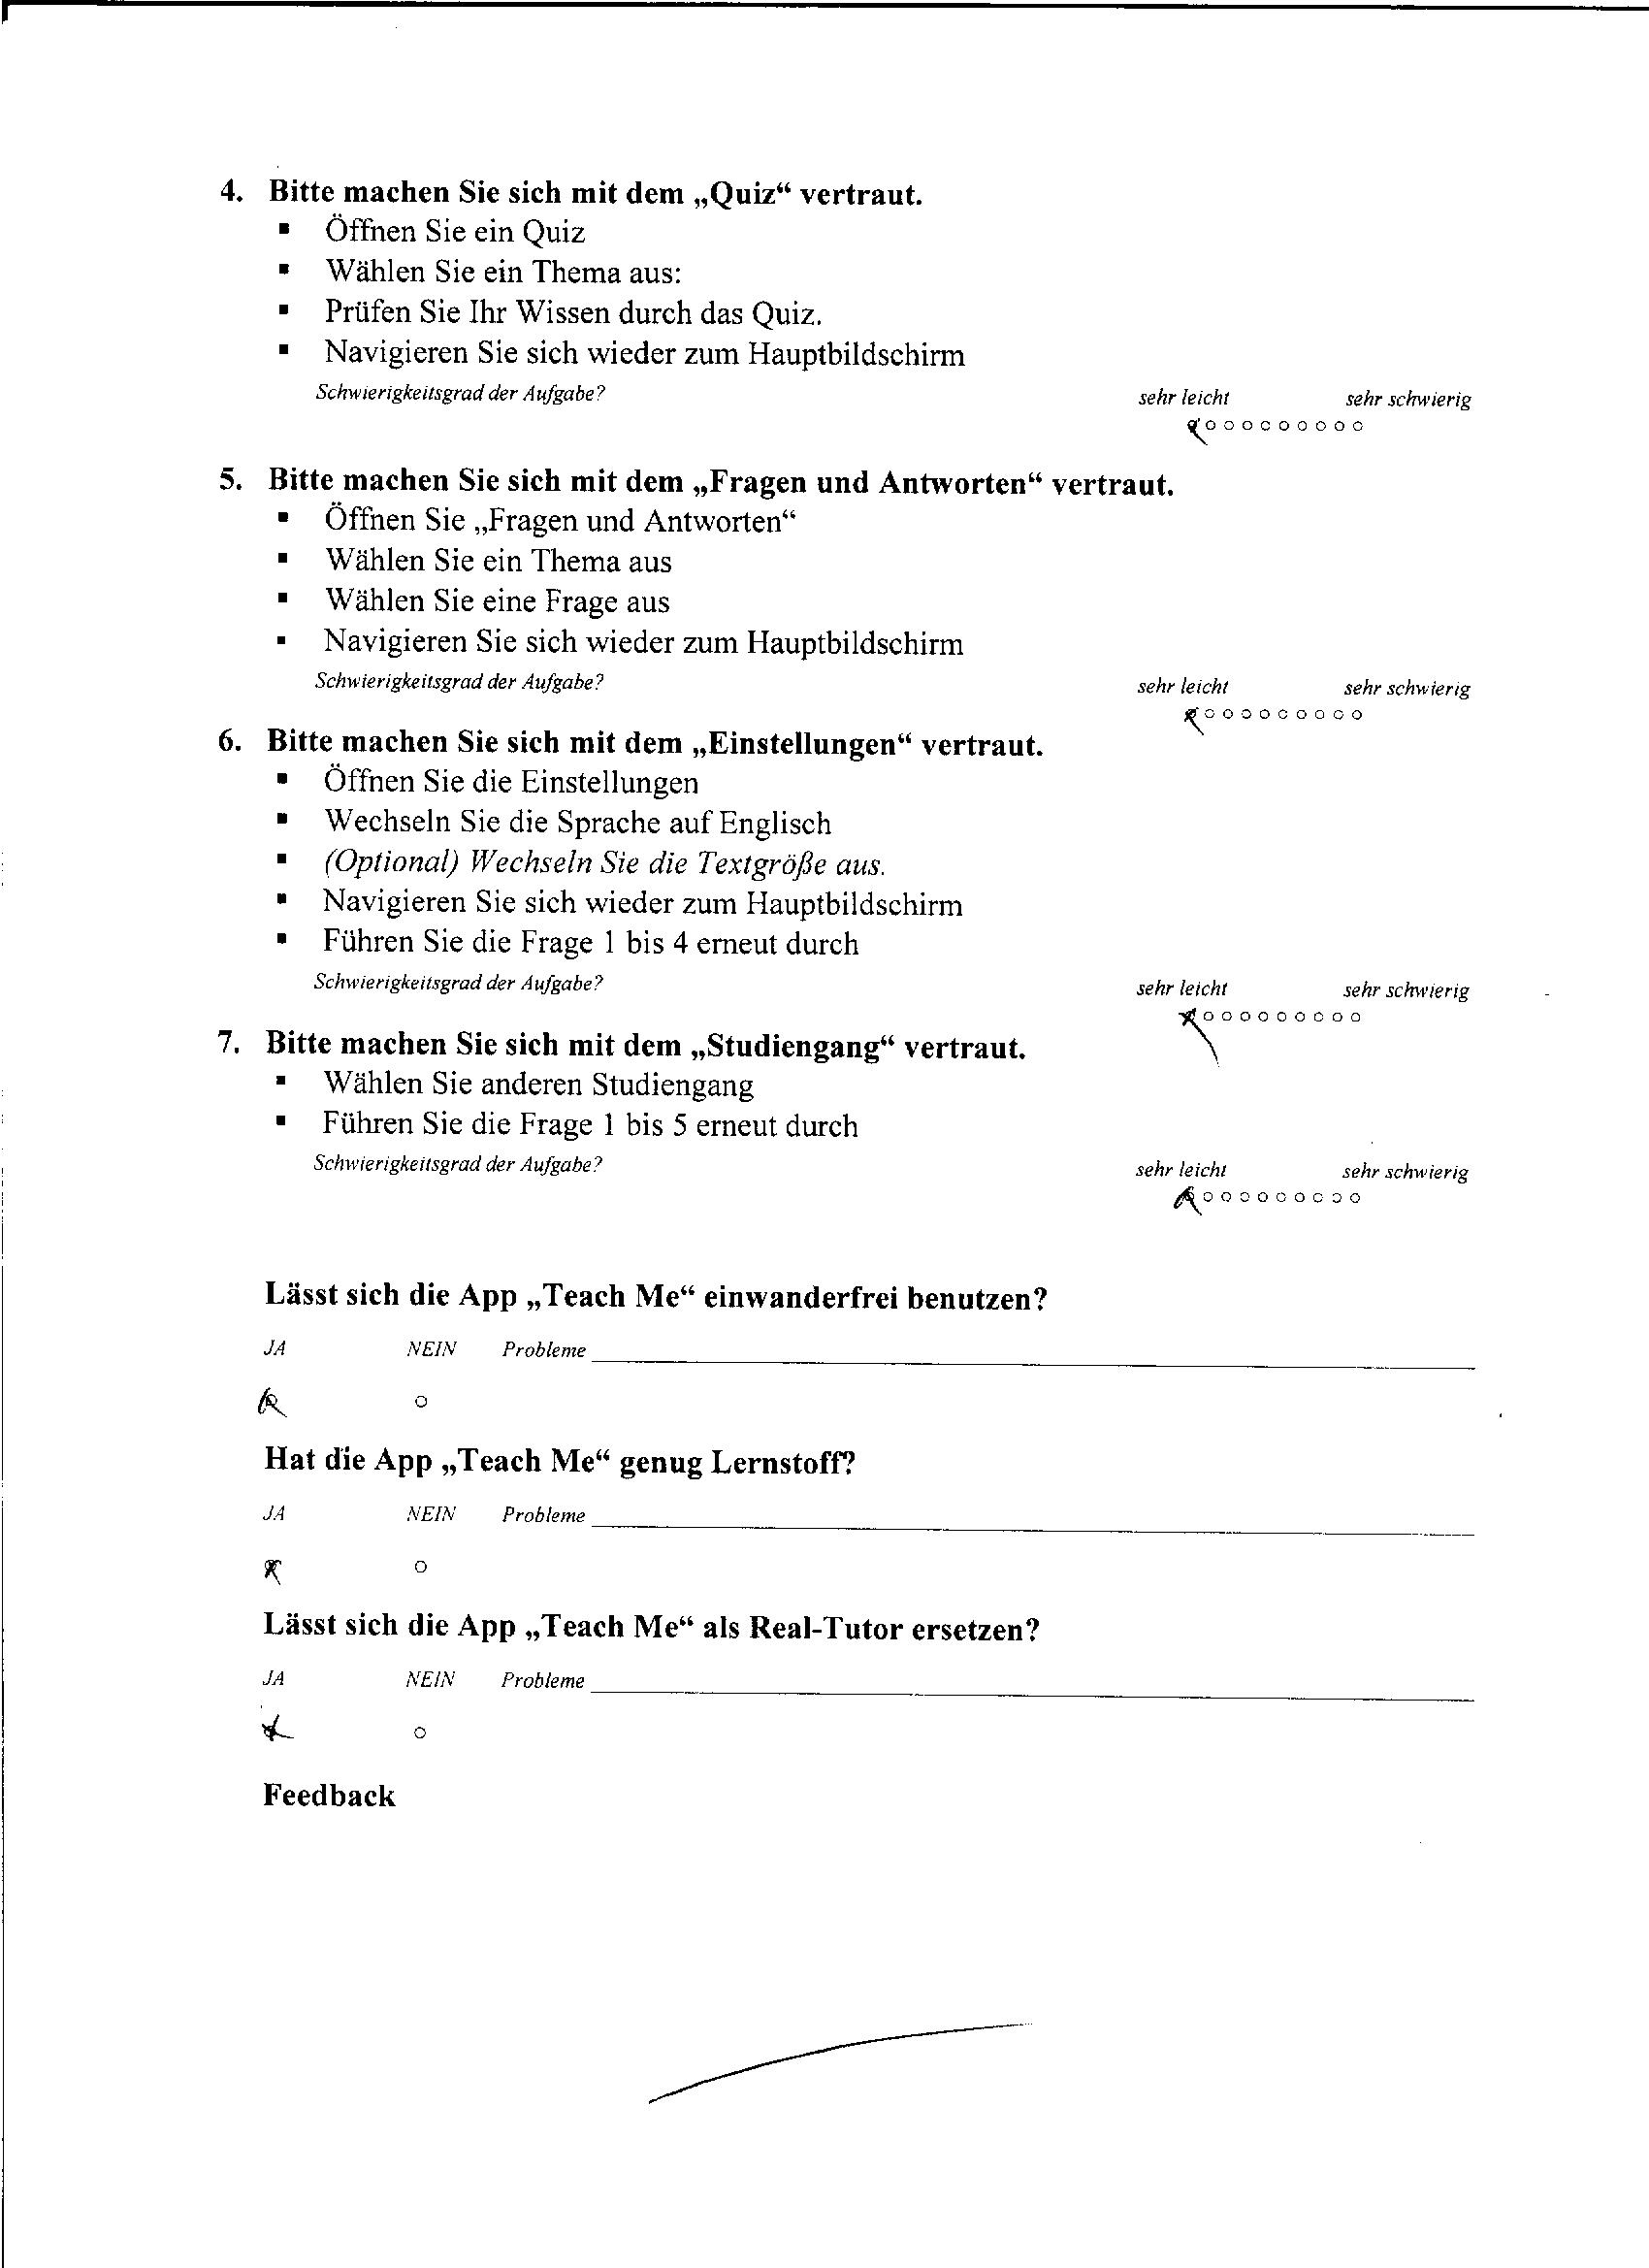 4. Bitte machen Sie sich mit dem „Quiz“ vertraut.
▪ Öffnen Sie ein Quiz
▪ Wählen Sie ein Thema aus:
▪ Prüfen Sie Ihr Wissen durch das Quiz.
▪ Navigieren Sie sich wieder zum Hauptbildschirm
Schwierigkeitsgrad der Aufgabe? sehr leicht sehr schwierig
5. Bitte machen Sie sich mit dem „Fragen und Antworten“ vertraut.
▪ Öffnen Sie „Fragen und Antworten“
▪ Wählen Sie ein Thema aus
▪ Wählen Sie eine Frage aus
▪ Navigieren Sie sich wieder zum Hauptbildschirm
Schwierigkeitsgrad der Aufgabe? sehr leicht sehr schwierig
6. Bitte machen Sie sich mit dem „Einstellungen“ vertraut.
▪ Öffnen Sie die Einstellungen
▪ Wechseln Sie die Sprache auf Englisch
▪ (Optional) Wechseln Sie die Textgröße aus.
▪ Navigieren Sie sich wieder zum Hauptbildschirm
▪ Führen Sie die Frage 1 bis 4 erneut durch
Schwierigkeitsgrad der Aufgabe? sehr leicht sehr schwierig
7. Bitte machen Sie sich mit dem „Studiengang“ vertraut.
▪ Wählen Sie anderen Studiengang
▪ Führen Sie die Frage 1 bis 5 erneut durch
Schwierigkeitsgrad der Aufgabe? sehr leicht sehr schwierig
Lässt sich die App „Teach Me“ einwanderfrei benutzen?
JA NEIN Probleme
Hat die App „Teach Me“ genug Lernstoff?
JA NEIN Probleme
Lässt sich die App „Teach Me“ als Real-Tutor ersetzen?
JA NEIN Probleme
Feedback